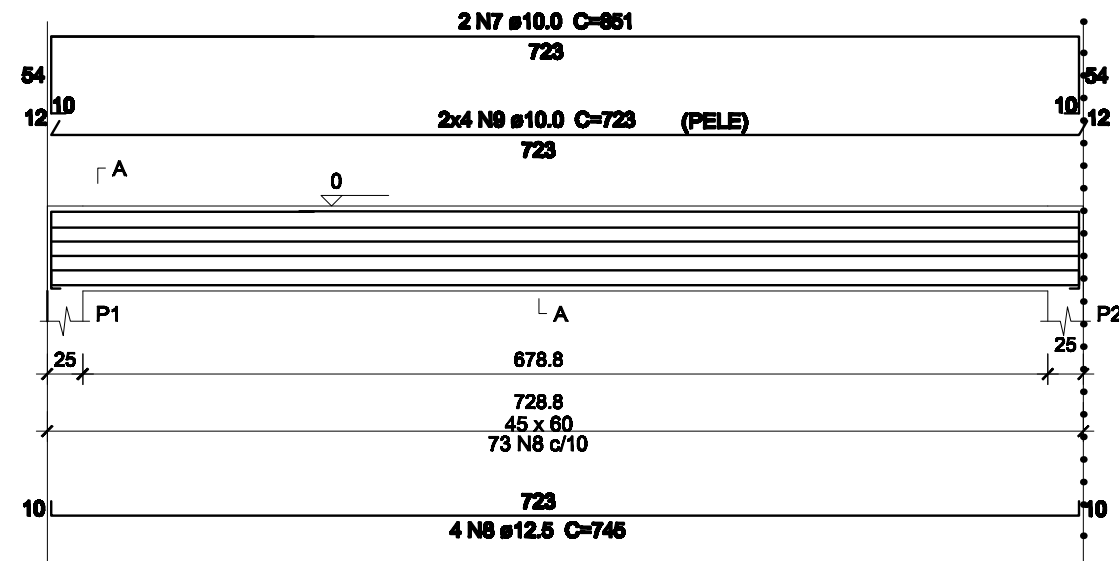 2 N7 ø10.0 C=851
723
54 54
10 10
12 12
2x4 N9 ø10.0 C=723 (PELE)
723
A
0
P1 A P2
25 678.8 25
728.8
45 x 60
73 N8 c/10
10 723 10
4 N8 ø12.5 C=745